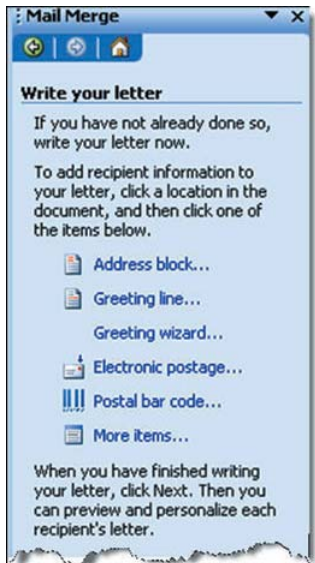 Mail Merge
Write your letter
If you have not already done so,
write your letter now.
To add recipient information to
your letter, click a location in the
document, and then click one of
the items below.
Address block...
Greeting line...
Greeting wizard...
Electronic postage...
Postal bar code...
More items...
When you have finished writing
your letter, click Next. Then you
can preview and personalize each
recipient's letter.